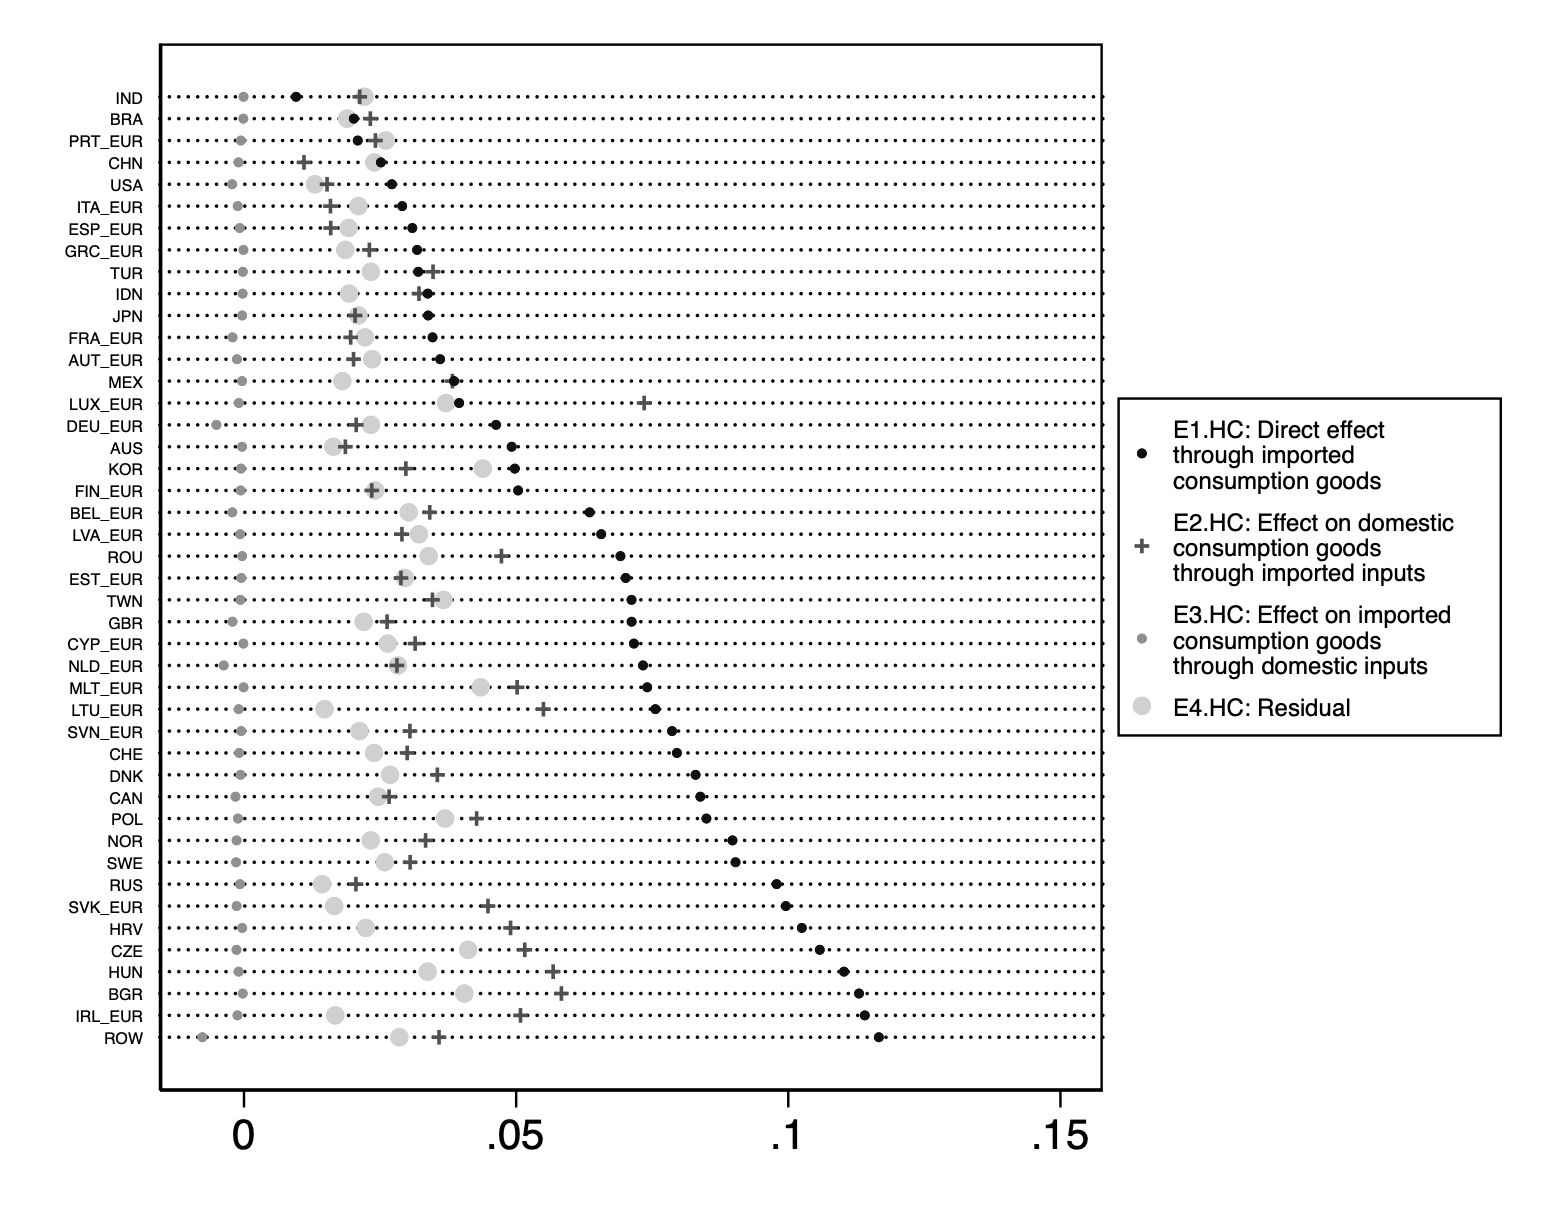 IND
BRA
PRT_EUR
CHN
USA
ITA_EUR
ESP_EUR
GRC_EUR
TUR
IDN
JPN
FRA_EUR
AUT_EUR
MEX
LUX_EUR
DEU_EUR
AUS
KOR
FIN_EUR
BEL_EUR
LVA_EUR
ROU
EST_EUR
TWN
GBR
CYP_EUR
NLD_EUR
MLT_EUR
LTU_EUR
SVN_EUR
CHE
DNK
CAN
POL
NOR
SWE
RUS
SVK_EUR
HRV
CZE
HUN
BGR
IRL_EUR
ROW
0 .05 .1 .15
E1.HC: Direct effect
through imported
consumption goods
E2.HC: Effect on domestic
consumption goods
through imported inputs
E3.HC: Effect on imported
consumption goods
through domestic inputs
E4.HC: Residual